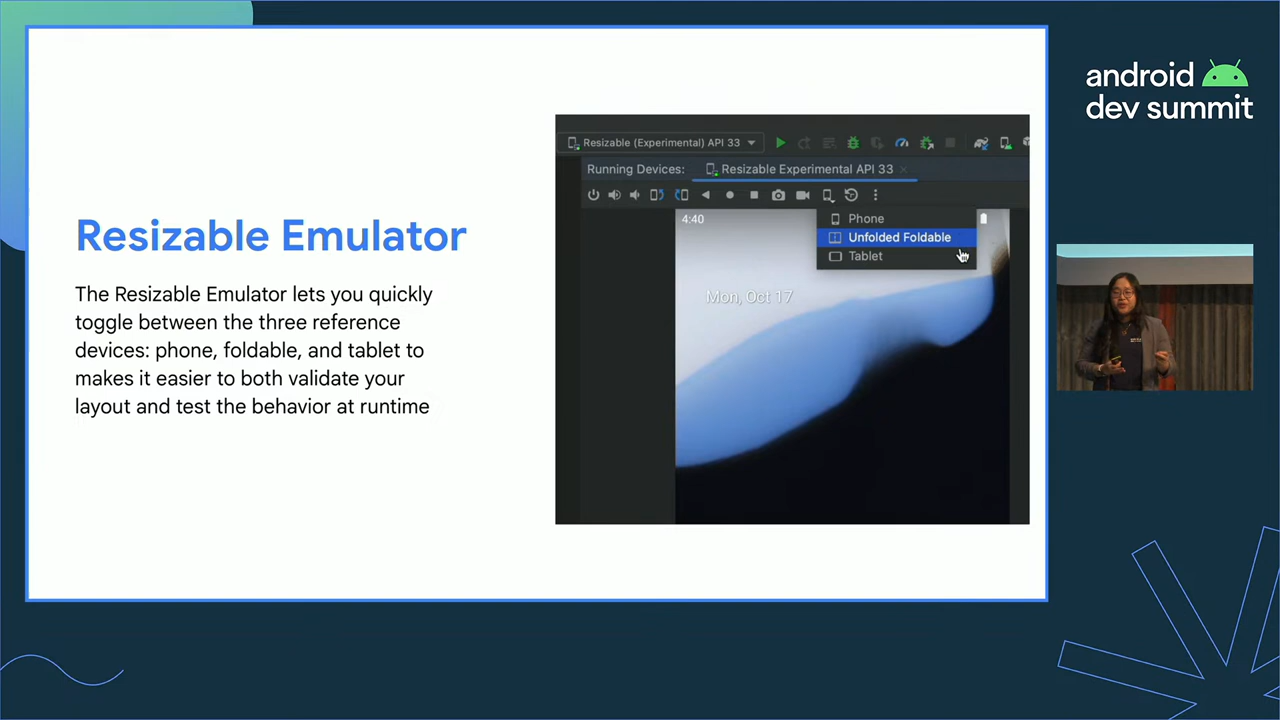 android
dev summit
Resizable Emulator
The Resizable Emulator lets you quickly
toggle between the three reference
devices: phone, foldable, and tablet to
makes it easier to both validate your
layout and test the behavior at runtime
Resizable (Experimental) API 33
Running Devices: Resizable Experimental API 33
4:40
Phone
Unfolded Foldable
Tablet
Mon, Oct 17